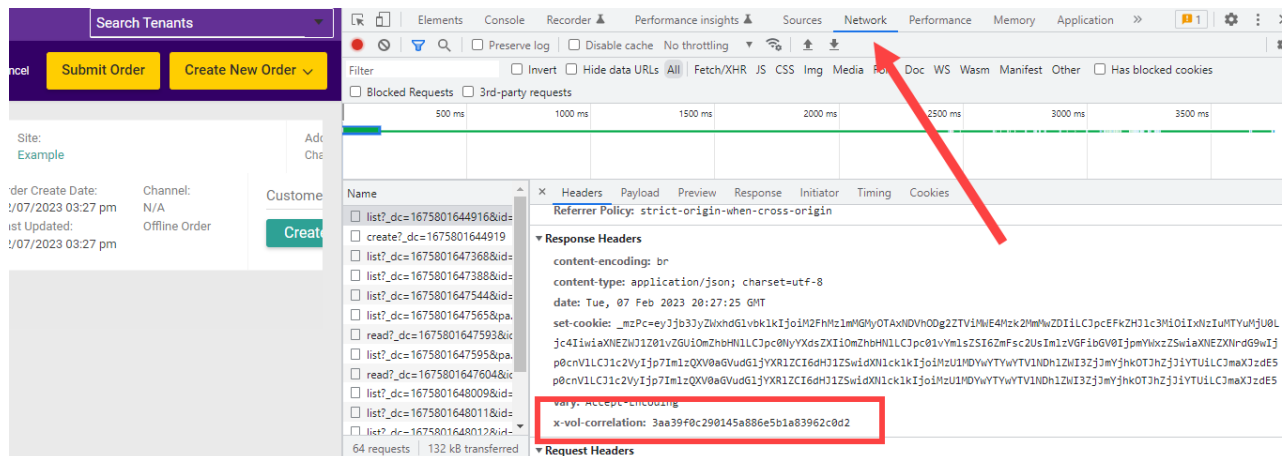 Search Tenants
ncel Submit Order Create New Order
Site:
Example
Add
Cha
rder Create Date:
2/07/2023 03:27 pm
ast Updated:
2/07/2023 03:27 pm
Channel:
N/A
Offline Order
Custome
Create
Elements Console Recorder Performance insights Sources Network Performance Memory Application » 1
Preserve log Disable cache No throttling
Filter Invert Hide data URLs All Fetch/XHR JS CSS Img Media Doc WS Wasm Manifest Other Has blocked cookies
Blocked Requests 3rd-party requests
500 ms 1000 ms 1500 ms 2000 ms 2500 ms 3000 ms 3500 ms
Name
list?_dc=1675801644916&id=
create?_dc=1675801644919
list?_dc=1675801647368&id=
list?_dc=1675801647388&id=
list?_dc=1675801647544&id=
list?_dc=1675801647565&pa.
read?_dc=1675801647593&ic
list?_dc=1675801647595&pa.
read?_dc=1675801647604&ic
list?_dc=1675801648009&id=
list?_dc=1675801648011&id=
list?_dc=1675801648012&id=
64 requests 132 kB transferred
× Headers Payload Preview Response Initiator Timing Cookies
Referrer Policy: strict-origin-when-cross-origin
Response Headers
content-encoding: br
content-type: application/json; charset=utf-8
date: Tue, 07 Feb 2023 20:27:25 GMT
set-cookie:
vary: Accept-Encoding
x-vol-correlation: 3aa39f0c290145a886e5b1a83962c0d2
Request Headers